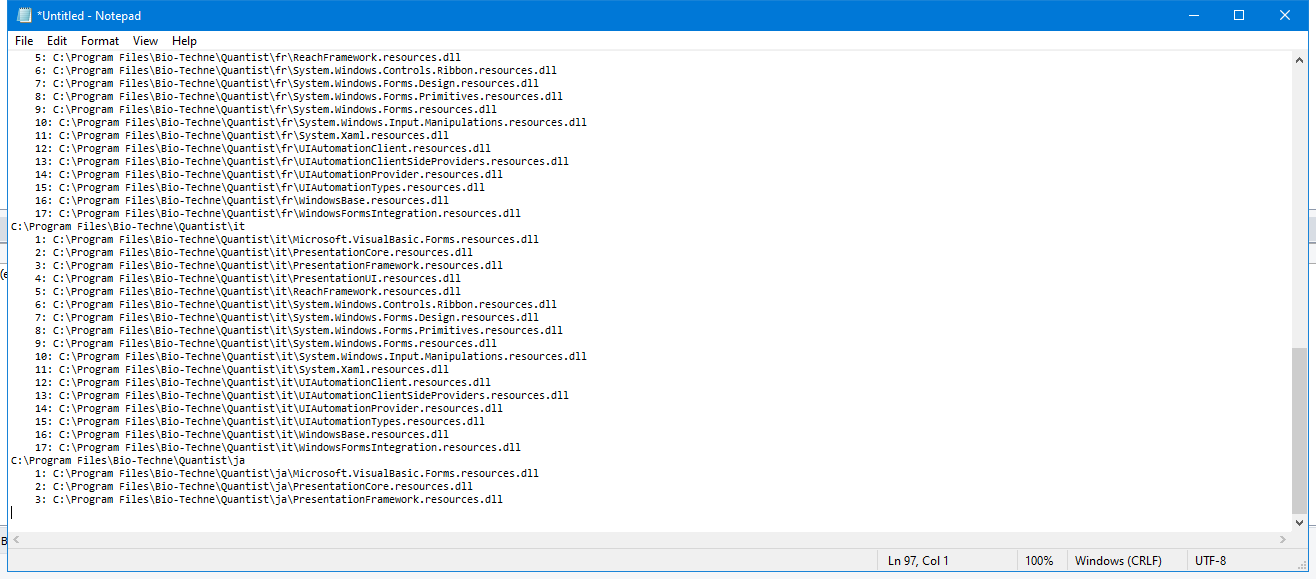 *Untitled - Notepad
File Edit Format View Help
5: C:\Program Files\Bio-Techne\Quantist\fr\ReachFramework.resources.dll
6: C:\Program Files\Bio-Techne\Quantist\fr\System.Windows.Controls.Ribbon.resources.dll
7: C:\Program Files\Bio-Techne\Quantist\fr\System.Windows.Forms.Design.resources.dll
8: C:\Program Files\Bio-Techne\Quantist\fr\System.Windows.Forms.Primitives.resources.dll
9: C:\Program Files\Bio-Techne\Quantist\fr\System.Windows.Forms.resources.dll
10: C:\Program Files\Bio-Techne\Quantist\fr\System.Windows.Input.Manipulations.resources.dll
11: C:\Program Files\Bio-Techne\Quantist\fr\System.Xaml.resources.dll
12: C:\Program Files\Bio-Techne\Quantist\fr\UIAutomationClient.resources.dll
13: C:\Program Files\Bio-Techne\Quantist\fr\UIAutomationClientSideProviders.resources.dll
14: C:\Program Files\Bio-Techne\Quantist\fr\UIAutomationProvider.resources.dll
15: C:\Program Files\Bio-Techne\Quantist\fr\UIAutomationTypes.resources.dll
16: C:\Program Files\Bio-Techne\Quantist\fr\WindowsBase.resources.dll
17: C:\Program Files\Bio-Techne\Quantist\fr\WindowsFormsIntegration.resources.dll
C:\Program Files\Bio-Techne\Quantist\it
1: C:\Program Files\Bio-Techne\Quantist\it\Microsoft.VisualBasic.Forms.resources.dll
2: C:\Program Files\Bio-Techne\Quantist\it\PresentationCore.resources.dll
3: C:\Program Files\Bio-Techne\Quantist\it\PresentationFramework.resources.dll
4: C:\Program Files\Bio-Techne\Quantist\it\PresentationUI.resources.dll
5: C:\Program Files\Bio-Techne\Quantist\it\ReachFramework.resources.dll
6: C:\Program Files\Bio-Techne\Quantist\it\System.Windows.Controls.Ribbon.resources.dll
7: C:\Program Files\Bio-Techne\Quantist\it\System.Windows.Forms.Design.resources.dll
8: C:\Program Files\Bio-Techne\Quantist\it\System.Windows.Forms.Primitives.resources.dll
9: C:\Program Files\Bio-Techne\Quantist\it\System.Windows.Forms.resources.dll
10: C:\Program Files\Bio-Techne\Quantist\it\System.Windows.Input.Manipulations.resources.dll
11: C:\Program Files\Bio-Techne\Quantist\it\System.Xaml.resources.dll
12: C:\Program Files\Bio-Techne\Quantist\it\UIAutomationClient.resources.dll
13: C:\Program Files\Bio-Techne\Quantist\it\UIAutomationClientSideProviders.resources.dll
14: C:\Program Files\Bio-Techne\Quantist\it\UIAutomationProvider.resources.dll
15: C:\Program Files\Bio-Techne\Quantist\it\UIAutomationTypes.resources.dll
16: C:\Program Files\Bio-Techne\Quantist\it\WindowsBase.resources.dll
17: C:\Program Files\Bio-Techne\Quantist\it\WindowsFormsIntegration.resources.dll
C:\Program Files\Bio-Techne\Quantist\ja
1: C:\Program Files\Bio-Techne\Quantist\ja\Microsoft.VisualBasic.Forms.resources.dll
2: C:\Program Files\Bio-Techne\Quantist\ja\PresentationCore.resources.dll
3: C:\Program Files\Bio-Techne\Quantist\ja\PresentationFramework.resources.dll
Ln 97, Col 1 100% Windows (CRLF) UTF-8